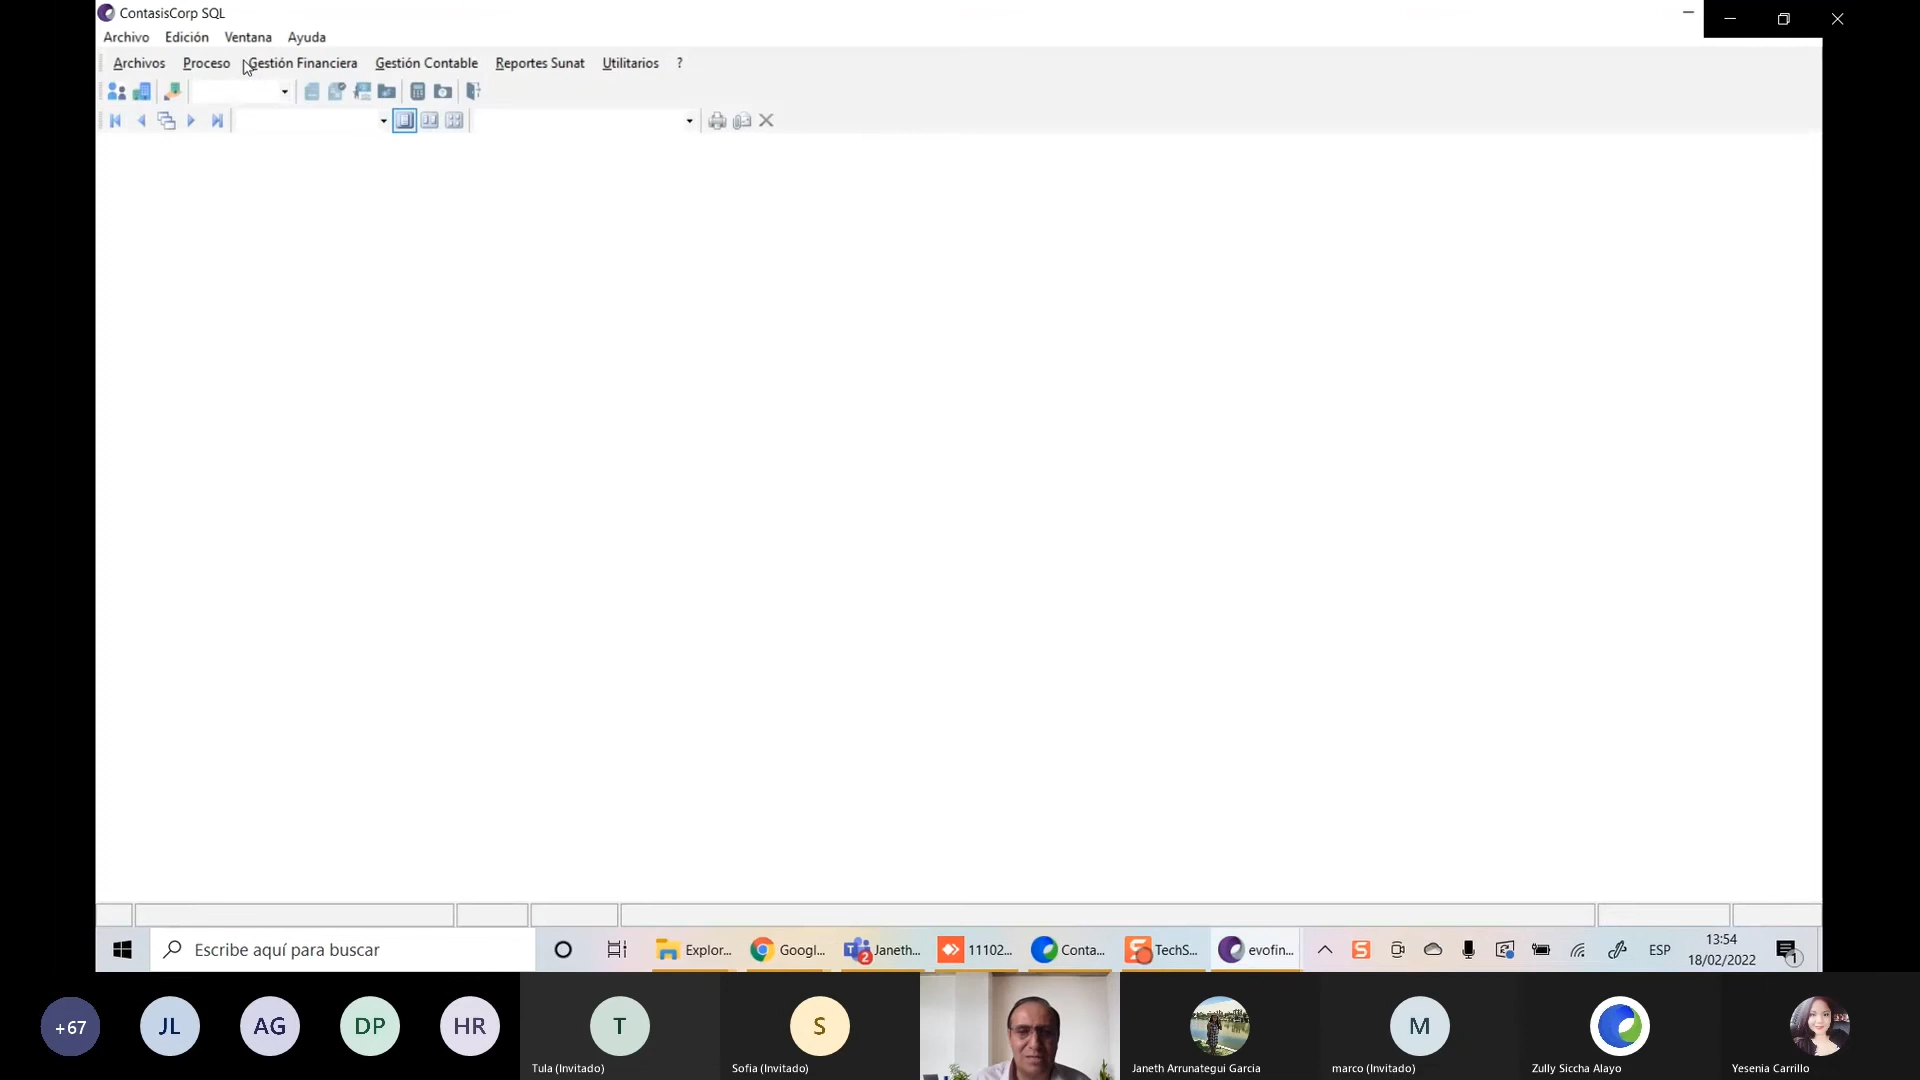 ContasisCorp SQL
Archivo Edición Ventana Ayuda
Archivos Proceso Gestión Financiera Gestión Contable Reportes Sunat Utilitarios ?
Escribe aquí para buscar
Explor... Googl... 2 Janeth... 11102... Conta... S TechS... evofin... S ESP 13:54
18/02/2022 1
+67 JL AG DP HR T S M
Tula (Invitado) Sofia (Invitado) Janeth Arrunategui Garcia marco (Invitado) Zully Siccha Alayo Yesenia Carrillo